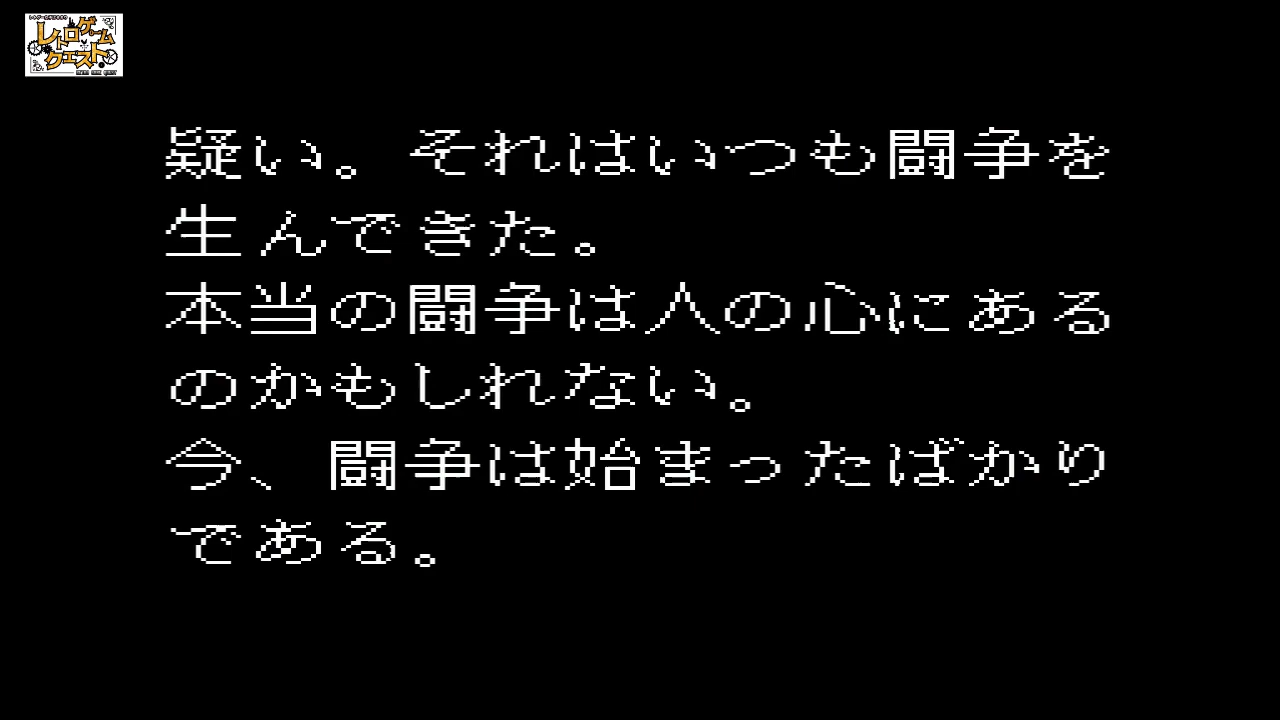 レトロゲーム
クエスト
疑い。それはいつも闘争を
生んできた。
本当の闘争は人の心にある
のかもしれない。
今、闘争は始まったばかり
である。